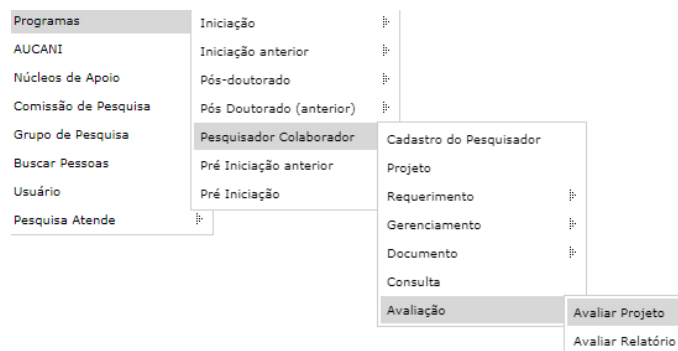 Programas
AUCANI
Núcleos de Apoio
Comissão de Pesquisa
Grupo de Pesquisa
Buscar Pessoas
Usuário
Pesquisa Atende
Iniciação
Iniciação anterior
Pós-doutorado
Pós Doutorado (anterior)
Pesquisador Colaborador
Pré Iniciação anterior
Pré Iniciação
Cadastro do Pesquisador
Projeto
Requerimento
Gerenciamento
Documento
Consulta
Avaliação
Avaliar Projeto
Avaliar Relatório